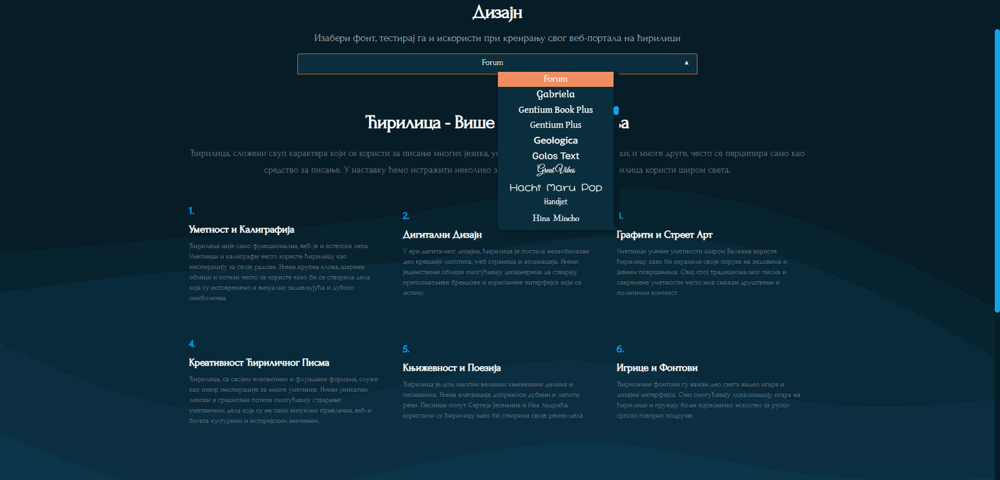 Дизајн
Изабери фонт, тестирај га и искористи при креирању свог веб-портала на ћирилици
Forum ▲
Forum
Gabriela
Gentium Book Plus
Gentium Plus
Geologica
Golos Text
Great Vibes
Hachi Maru Pop
Handjet
Hina Mincho
Ћирилица - Више
Ћирилица, сложени скуп карактера који се користи за писање многих језика, и многе друге, често се перципира само као
средство за писање. У наставку ћемо истражити неколико користи широм света.
1.
Уметност и Калиграфија
Ћирилица није само функционална, већ је и естетски лепа.
Уметници и калиграфи често користе ћирилицу као
инспирацију за своје радове. Њена крупна слова, шарени
облици и потези често се користе како би се створила дела
која су истовремено и визуално задивљујућа и дубоко
симболична.
2.
Дигитални Дизајн
У ери дигиталног дизајна, ћирилица је постала незаобилазан
део креације логотипа, wеб страница и апликација. Њени
јединствени облици омогућавају дизајнерима да стварају
препознатљиве брендове и корисничке интерфејсе који се
истичу.
3.
Графити и Стреет Арт
Уметници уличне уметности широм Балкана користе
ћирилицу како би изразили своје поруке на зидовима и
јавним површинама. Овај спој традиционалног писма и
савремене уметности често има снажан друштвени и
политички контекст.
4.
Креативност Ћириличног Писма
Ћирилица, са својим елегантним и флуидним формама, служи
као извор инспирације за многе уметнике. Њени уникатни
ликови и грациозни потези омогућавају стварање
уметничких дела која су не само визуелно привлачна, већ и
богата културним и историјским значењем.
5.
Књижевност и Поезија
Ћирилица је дом многим великим књижевним делима и
песницима. Њена еленгција доприноси дубини и лепоти
речи. Песници попут Сергеја Јесењина и Ива Андрића
користили су ћирилицу како би створили своје ремек-дела.
6.
Игрице и Фонтови
Ћирилични фонтови су важан део света видео игара и
дизајна интерфејса. Они омогућавају локализацију игара на
ћирилици и пружају боље корисничко искуство за руско-
српско говорно подручје.